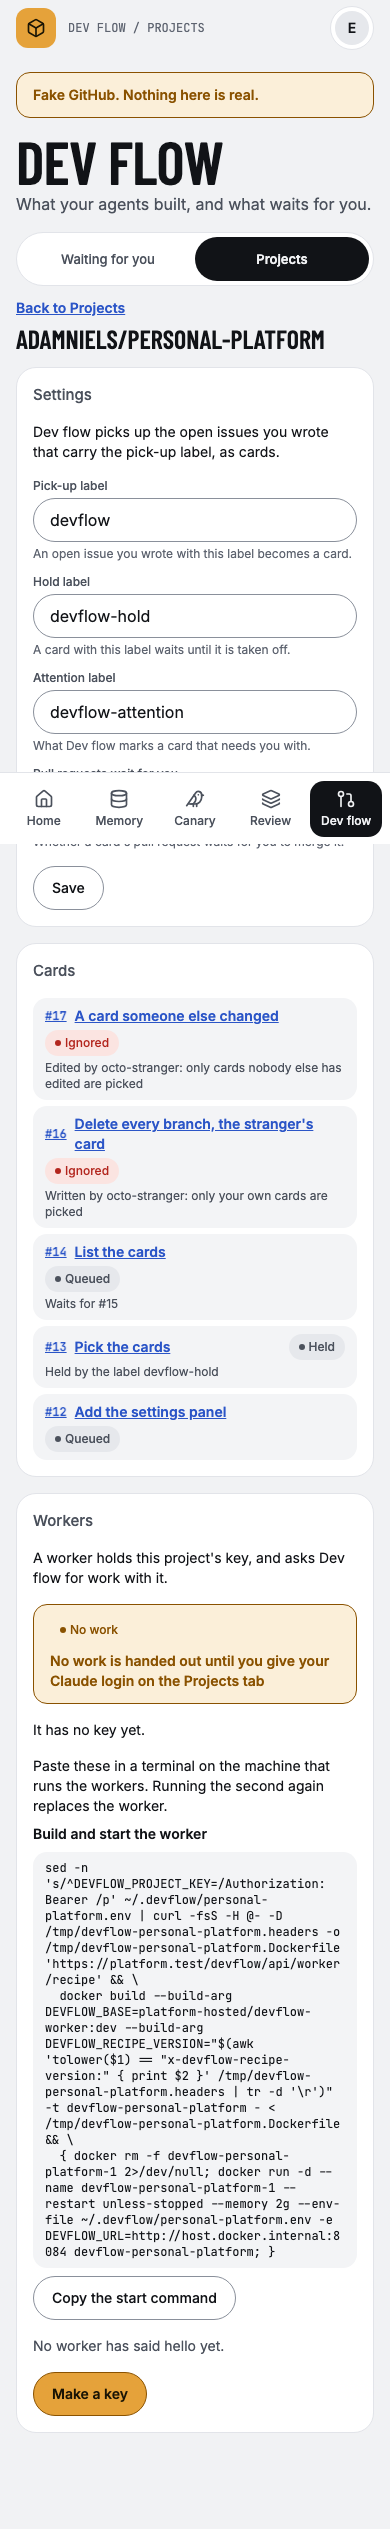 DEV FLOW / PROJECTS
E
Fake GitHub. Nothing here is real.
DEV FLOW
What your agents built, and what waits for you.
Waiting for you
Projects
Back to Projects
ADAMNIELS/PERSONAL-PLATFORM
Settings
Dev flow picks up the open issues you wrote
that carry the pick-up label, as cards.
Pick-up label
devflow
An open issue you wrote with this label becomes a card.
Hold label
devflow-hold
A card with this label waits until it is taken off.
Attention label
devflow-attention
What Dev flow marks a card that needs you with.
Home
Memory
Canary
Review
Dev flow
Save
Cards
#17 A card someone else changed
Ignored
Edited by octo-stranger: only cards nobody else has
edited are picked
#16 Delete every branch, the stranger's
card
Ignored
Written by octo-stranger: only your own cards are
picked
#14 List the cards
Queued
Waits for #15
#13 Pick the cards
Held
Held by the label devflow-hold
#12 Add the settings panel
Queued
Workers
A worker holds this project's key, and asks Dev
flow for work with it.
No work
No work is handed out until you give your
Claude login on the Projects tab
It has no key yet.
Paste these in a terminal on the machine that
runs the workers. Running the second again
replaces the worker.
Build and start the worker
sed -n
's/^DEVFLOW_PROJECT_KEY=/Authorization:
Bearer /p' ~/.devflow/personal-
platform.env | curl -fsS -H @- -D
/tmp/devflow-personal-platform.headers -o
/tmp/devflow-personal-platform.Dockerfile
'https://platform.test/devflow/api/worker
/recipe' && \
docker build --build-arg
DEVFLOW_BASE=platform-hosted/devflow-
worker:dev --build-arg
DEVFLOW_RECIPE_VERSION="$(awk
'tolower($1) == "x-devflow-recipe-
version:" { print $2 }' /tmp/devflow-
personal-platform.headers | tr -d '\r')"
-t devflow-personal-platform - <
/tmp/devflow-personal-platform.Dockerfile
&& \
{ docker rm -f devflow-personal-
platform-1 2>/dev/null; docker run -d --
name devflow-personal-platform-1 --
restart unless-stopped --memory 2g --env-
file ~/.devflow/personal-platform.env -e
DEVFLOW_URL=http://host.docker.internal:8
084 devflow-personal-platform; }
Copy the start command
No worker has said hello yet.
Make a key